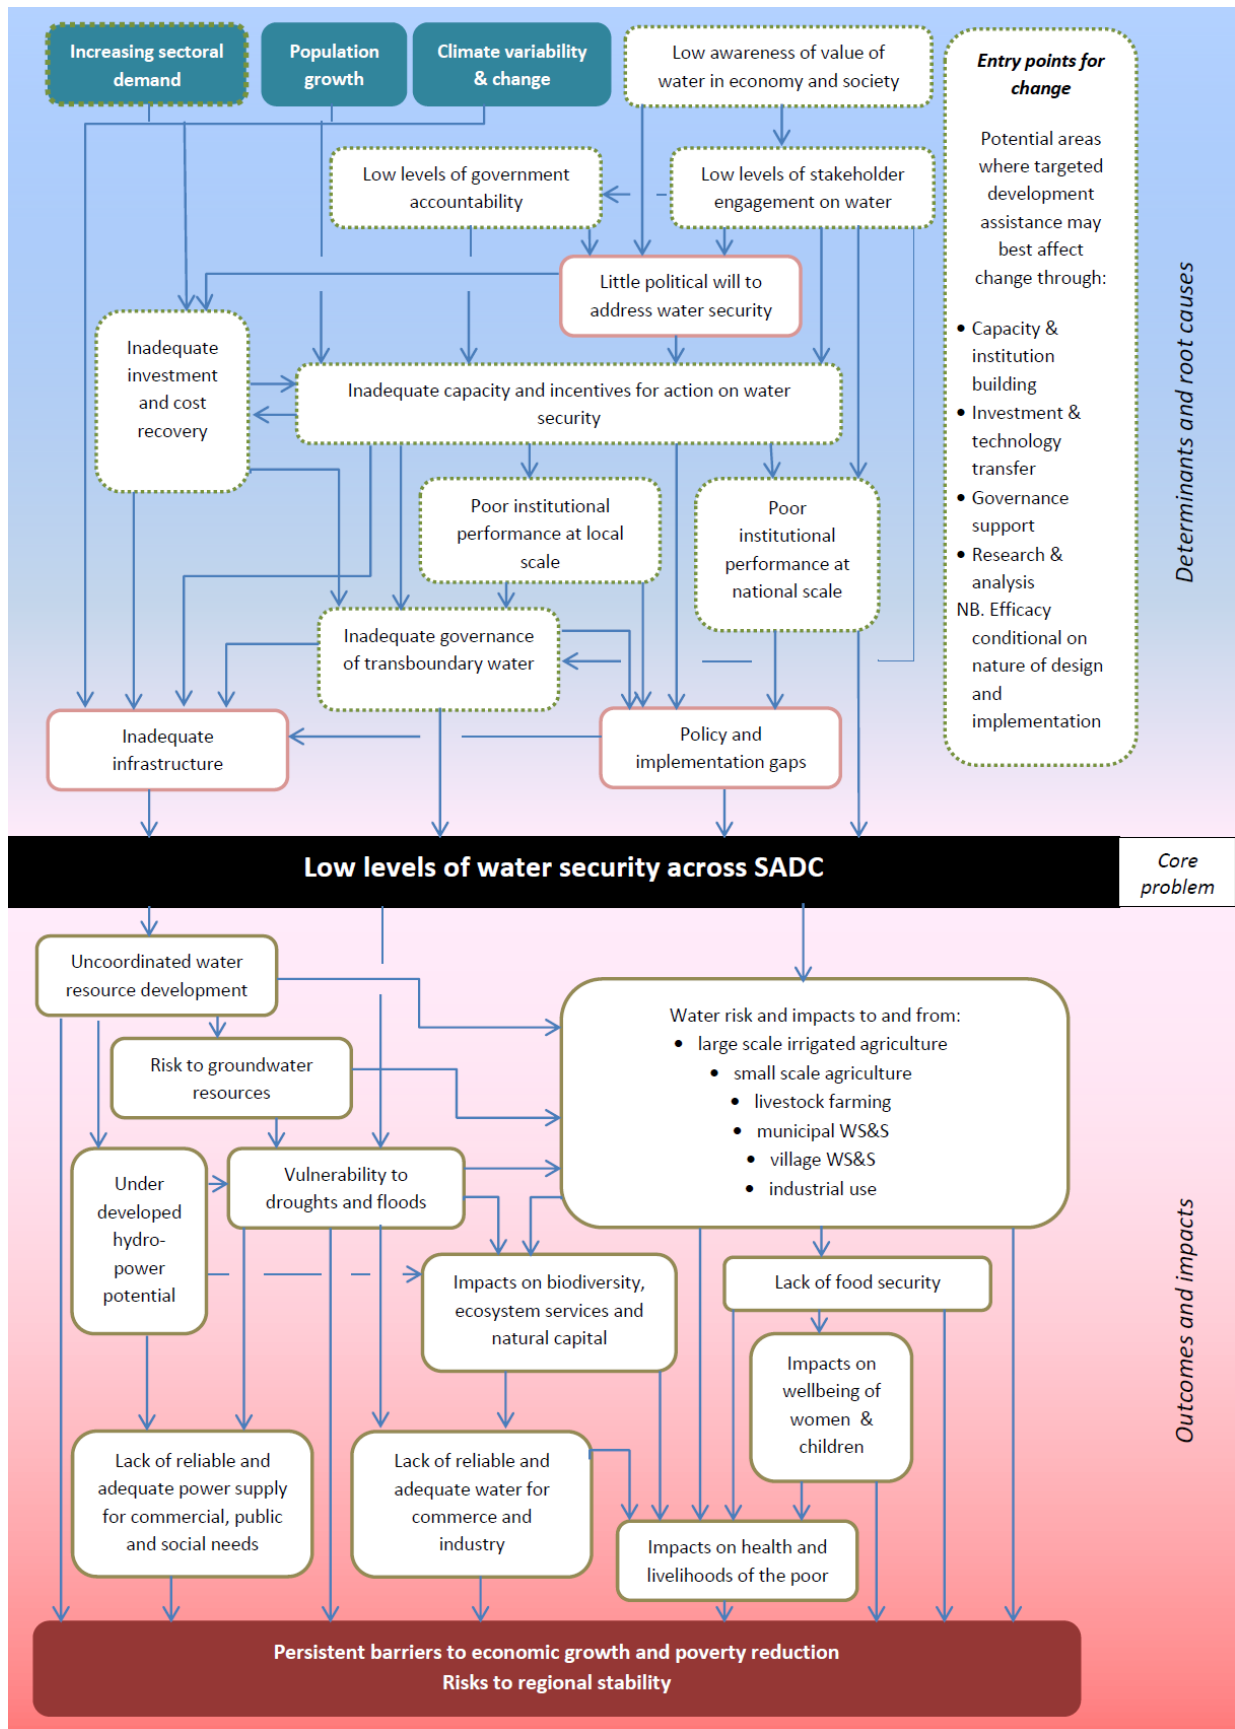 Increasing sectoral
demand
Population
growth
Climate variability
& change
Low awareness of value of
water in economy and society
Entry points for
change
Potential areas
where targeted
development
assistance may
best affect
change through:
• Capacity &
institution
building
• Investment &
technology
transfer
• Governance
support
• Research &
analysis
NB. Efficacy
conditional on
nature of design
and
implementation
Low levels of government
accountability
Low levels of stakeholder
engagement on water
Little political will to
address water security
Inadequate
investment
and cost
recovery
Inadequate capacity and incentives for action on water
security
Poor institutional
performance at local
scale
Poor
institutional
performance at
national scale
Inadequate governance
of transboundary water
Inadequate
infrastructure
Policy and
implementation gaps
Determinants and root causes
Low levels of water security across SADC
Core
problem
Uncoordinated water
resource development
Risk to groundwater
resources
Water risk and impacts to and from:
• large scale irrigated agriculture
• small scale agriculture
• livestock farming
• municipal WS&S
• village WS&S
• industrial use
Under
developed
hydro-
power
potential
Vulnerability to
droughts and floods
Impacts on biodiversity,
ecosystem services and
natural capital
Lack of food security
Impacts on
wellbeing of
women &
children
Lack of reliable and
adequate power supply
for commercial, public
and social needs
Lack of reliable and
adequate water for
commerce and
industry
Impacts on health and
livelihoods of the poor
Outcomes and impacts
Persistent barriers to economic growth and poverty reduction
Risks to regional stability